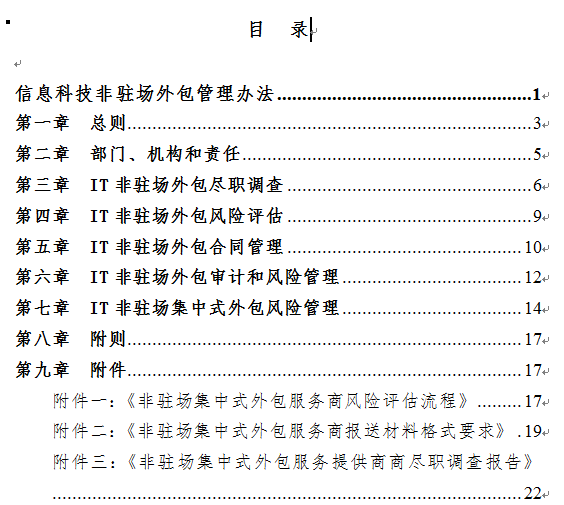 目 录
信息科技非驻场外包管理办法....................................................1
第一章 总则................................................................................3
第二章 部门、机构和责任.........................................................5
第三章 IT 非驻场外包尽职调查................................................6
第四章 IT 非驻场外包风险评估................................................9
第五章 IT 非驻场外包合同管理................................................10
第六章 IT 非驻场外包审计和风险管理....................................12
第七章 IT 非驻场集中式外包风险管理....................................14
第八章 附则................................................................................17
第九章 附件................................................................................17
附件一：《非驻场集中式外包服务商风险评估流程》.........17
附件二：《非驻场集中式外包服务商报送材料格式要求》.19
附件三：《非驻场集中式外包服务提供商商尽职调查报告》
................................................................................................22